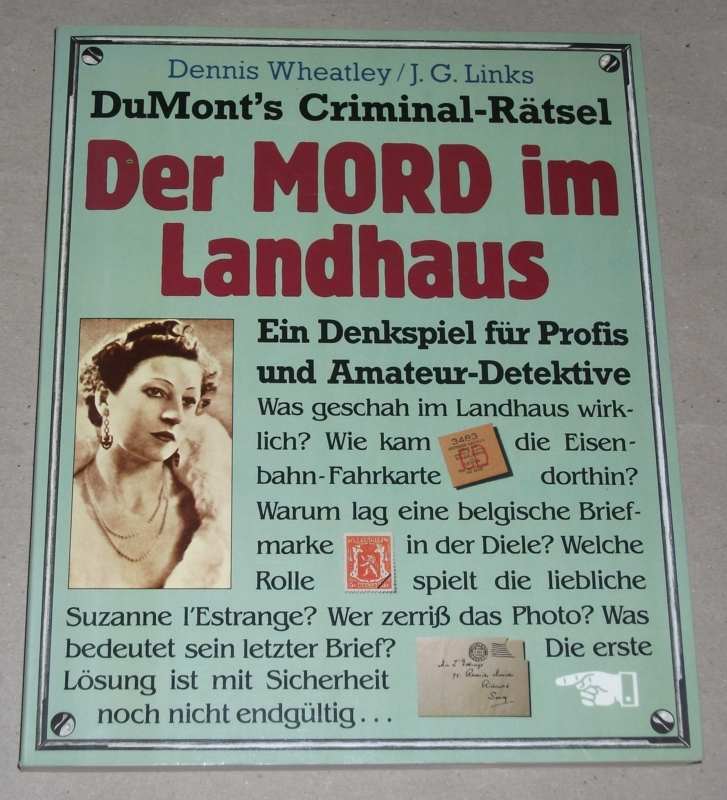 Dennis Wheatley/J. G. Links
DuMont's Criminal-Rätsel
Der MORD im
Landhaus
Ein Denkspiel für Profis
und Amateur-Detektive
Was geschah im Landhaus wirk-
lich? Wie kam die Eisen-
bahn-Fahrkarte dorthin?
Warum lag eine belgische Brief-
marke in der Diele? Welche
Rolle spielt die liebliche
Suzanne l'Estrange? Wer zerriß das Photo? Was
bedeutet sein letzter Brief? Die erste
Lösung ist mit Sicherheit
noch nicht endgültig...
3483